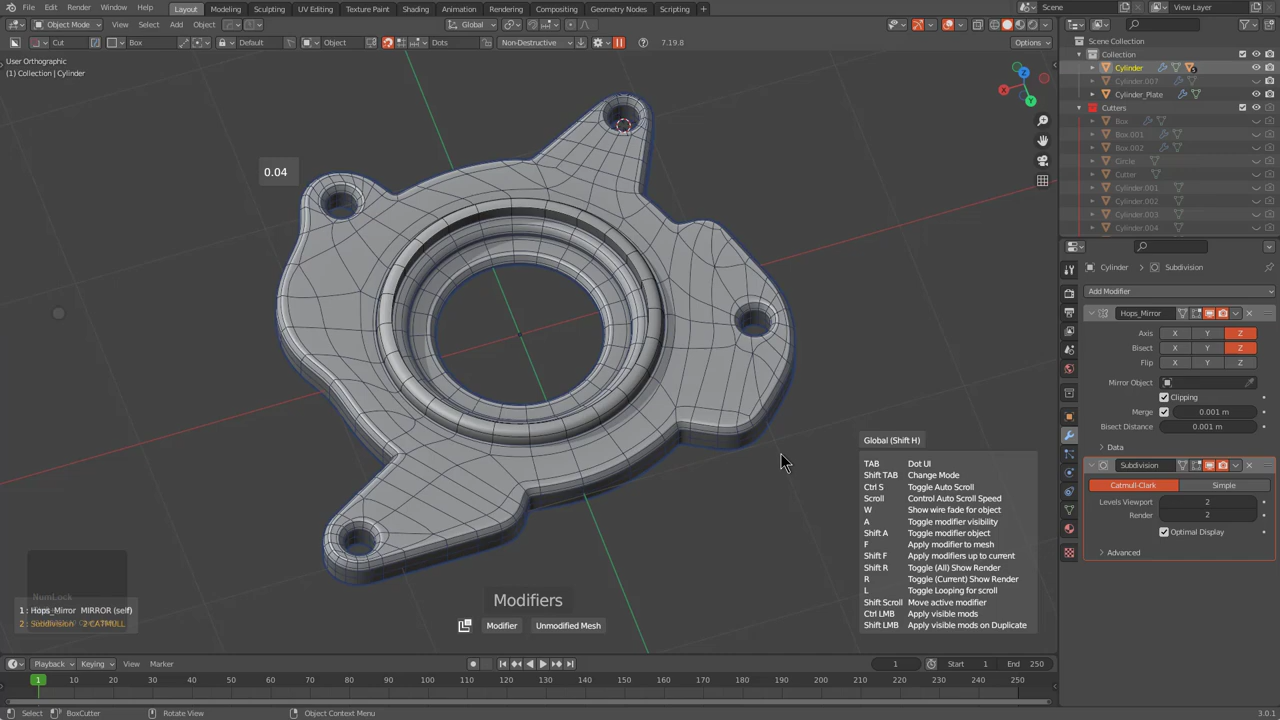 File Edit Render Window Help Layout Modeling Sculpting UV Editing Texture Paint Shading Animation Rendering Compositing Geometry Nodes Scripting + Scene View Layer
Object Mode View Select Add Object Global
Cut Box Default Object Dots Non-Destructive 7.19.8 Options
User Orthographic
(1) Collection | Cylinder
0.04
X
Y
Z
Global (Shift H)
TAB Dot UI
Shift TAB Change Mode
Ctrl S Toggle Auto Scroll
Scroll Control Auto Scroll Speed
W Show wire fade for object
A Toggle modifier visibility
Shift A Toggle modifier object
F Apply modifier to mesh
Shift F Apply modifiers up to current
Shift R Toggle (All) Show Render
R Toggle (Current) Show Render
L Toggle Looping for scroll
Shift Scroll Move active modifier
Ctrl LMB Apply visible mods
Shift LMB Apply visible mods on Duplicate
NumLock
1 : Hops_Mirror MIRROR (self)
2 : Subdivision 2 CATMULL
Modifiers
Modifier Unmodified Mesh
Scene Collection
Collection
Cylinder
Cylinder.007
Cylinder_Plate
Cutters
Box
Box.001
Box.002
Circle
Cutter
Cylinder.001
Cylinder.002
Cylinder.003
Cylinder.004
Cylinder > Subdivision
Add Modifier
Hops_Mirror
Axis X Y Z
Bisect X Y Z
Flip X Y Z
Mirror Object
Clipping
Merge 0.001 m
Bisect Distance 0.001 m
Data
Subdivision
Catmull-Clark Simple
Levels Viewport 2
Render 2
Optimal Display
Advanced
Playback Keying View Marker 1 Start 1 End 250
1 10 20 30 40 50 60 70 80 90 100 110 120 130 140 150 160 170 180 190 200 210 220 230 240 250
Select BoxCutter Rotate View Object Context Menu 3.0.1